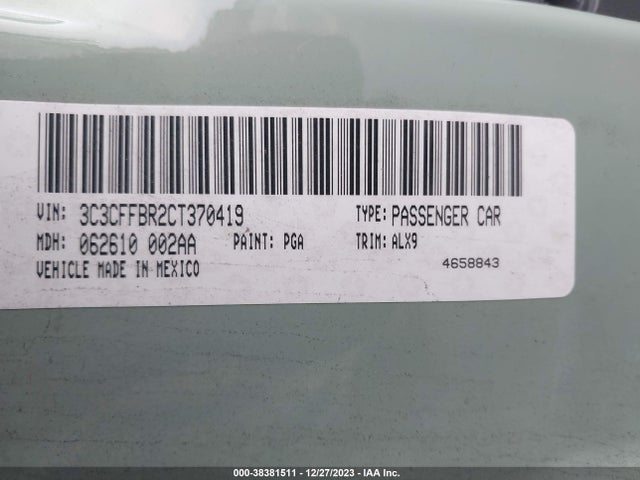 VIN: 3C3CFFBR2CT370419 TYPE: PASSENGER CAR
MDH: 062610 002AA PAINT: PGA TRIM: ALX9
VEHICLE MADE IN MEXICO 4658843
000-38381511 - 12/27/2023 - IAA Inc.